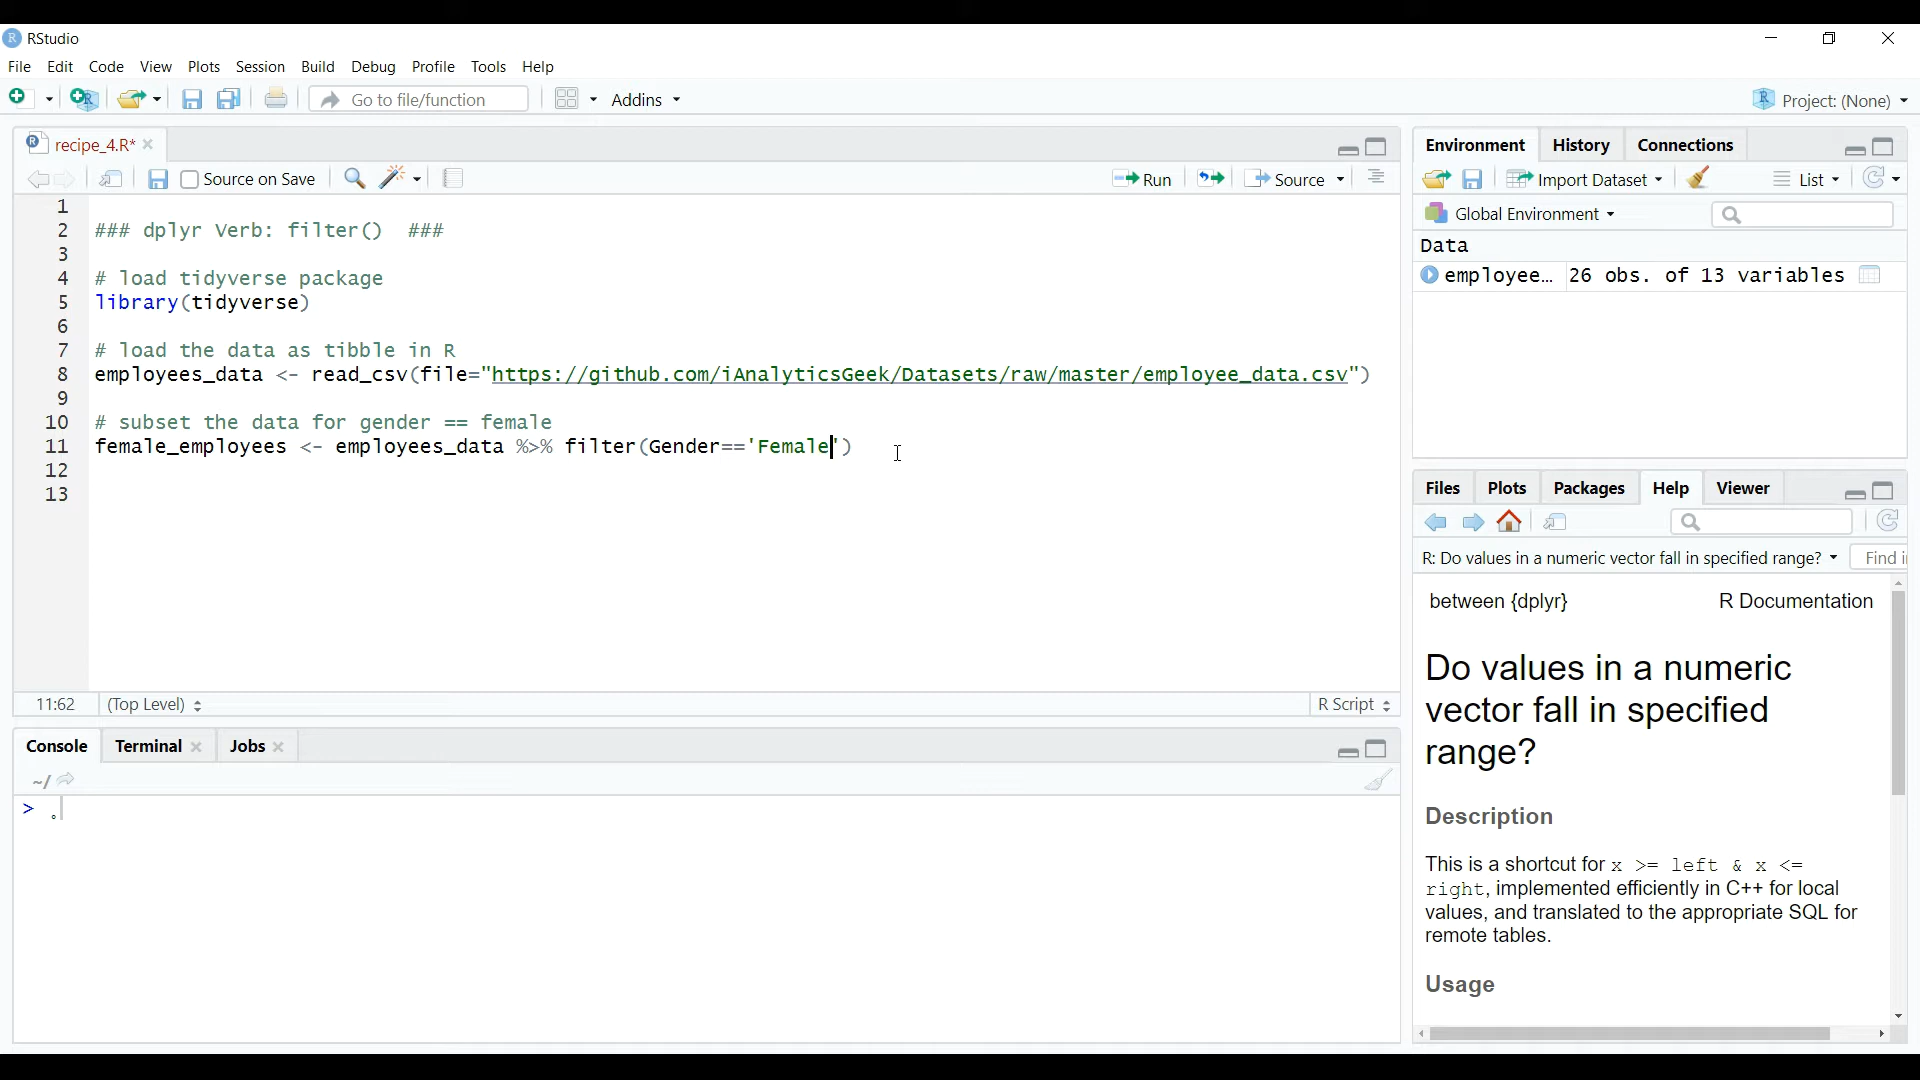 RStudio
File Edit Code View Plots Session Build Debug Profile Tools Help
Go to file/function Addins Project: (None)
recipe_4.R*
Source on Save Run Source
1
2 ### dplyr Verb: filter() ###
3
4 # load tidyverse package
5 library(tidyverse)
6
7 # load the data as tibble in R
8 employees_data <- read_csv(file="https://github.com/iAnalyticsGeek/Datasets/raw/master/employee_data.csv")
9
10 # subset the data for gender == female
11 female_employees <- employees_data %>% filter(Gender=='Female')
12
13
11:62 (Top Level) R Script
Console Terminal Jobs
~/
> .
Environment History Connections
Import Dataset List
Global Environment
Data
employee… 26 obs. of 13 variables
Files Plots Packages Help Viewer
R: Do values in a numeric vector fall in specified range? Find i
between {dplyr} R Documentation
Do values in a numeric
vector fall in specified
range?
Description
This is a shortcut for x >= left & x <=
right, implemented efficiently in C++ for local
values, and translated to the appropriate SQL for
remote tables.
Usage